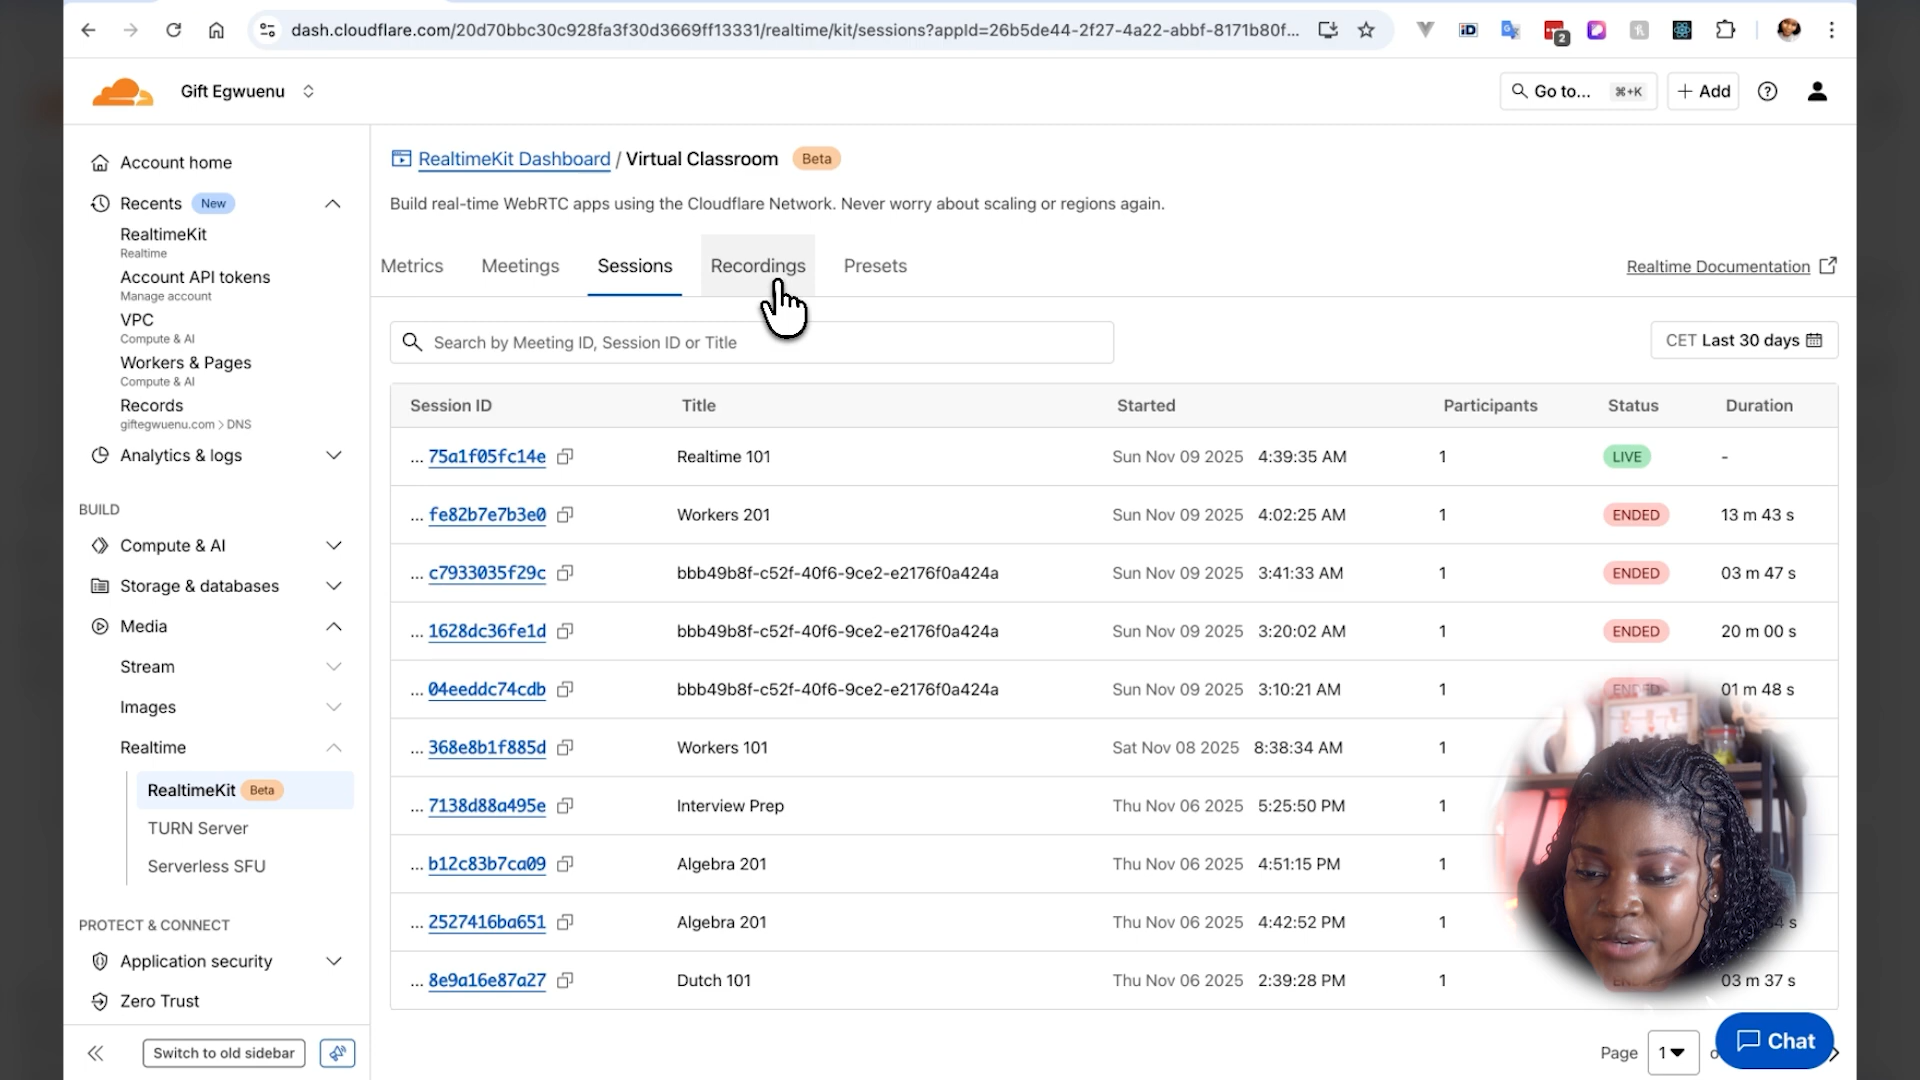 dash.cloudflare.com/20d70bbc30c928fa3f30d3669ff13331/realtime/kit/sessions?appId=26b5de44-2f27-4a22-abbf-8171b80f...
iD
2
Gift Egwuenu
Go to... ⌘+K
+ Add
Account home
Recents New
RealtimeKit
Realtime
Account API tokens
Manage account
VPC
Compute & AI
Workers & Pages
Compute & AI
Records
giftegwuenu.com > DNS
Analytics & logs
BUILD
Compute & AI
Storage & databases
Media
Stream
Images
Realtime
RealtimeKit Beta
TURN Server
Serverless SFU
PROTECT & CONNECT
Application security
Zero Trust
Switch to old sidebar
RealtimeKit Dashboard / Virtual Classroom Beta
Build real-time WebRTC apps using the Cloudflare Network. Never worry about scaling or regions again.
Metrics Meetings Sessions Recordings Presets
Realtime Documentation
Search by Meeting ID, Session ID or Title
CET Last 30 days
Session ID Title Started Participants Status Duration
... 75a1f05fc14e Realtime 101 Sun Nov 09 2025 4:39:35 AM 1 LIVE -
... fe82b7e7b3e0 Workers 201 Sun Nov 09 2025 4:02:25 AM 1 ENDED 13 m 43 s
... c7933035f29c bbb49b8f-c52f-40f6-9ce2-e2176f0a424a Sun Nov 09 2025 3:41:33 AM 1 ENDED 03 m 47 s
... 1628dc36fe1d bbb49b8f-c52f-40f6-9ce2-e2176f0a424a Sun Nov 09 2025 3:20:02 AM 1 ENDED 20 m 00 s
... 04eeddc74cdb bbb49b8f-c52f-40f6-9ce2-e2176f0a424a Sun Nov 09 2025 3:10:21 AM 1 ENDED 01 m 48 s
... 368e8b1f885d Workers 101 Sat Nov 08 2025 8:38:34 AM 1
... 7138d88a495e Interview Prep Thu Nov 06 2025 5:25:50 PM 1
... b12c83b7ca09 Algebra 201 Thu Nov 06 2025 4:51:15 PM 1
... 2527416ba651 Algebra 201 Thu Nov 06 2025 4:42:52 PM 1
... 8e9a16e87a27 Dutch 101 Thu Nov 06 2025 2:39:28 PM 1 03 m 37 s
Page 1
Chat